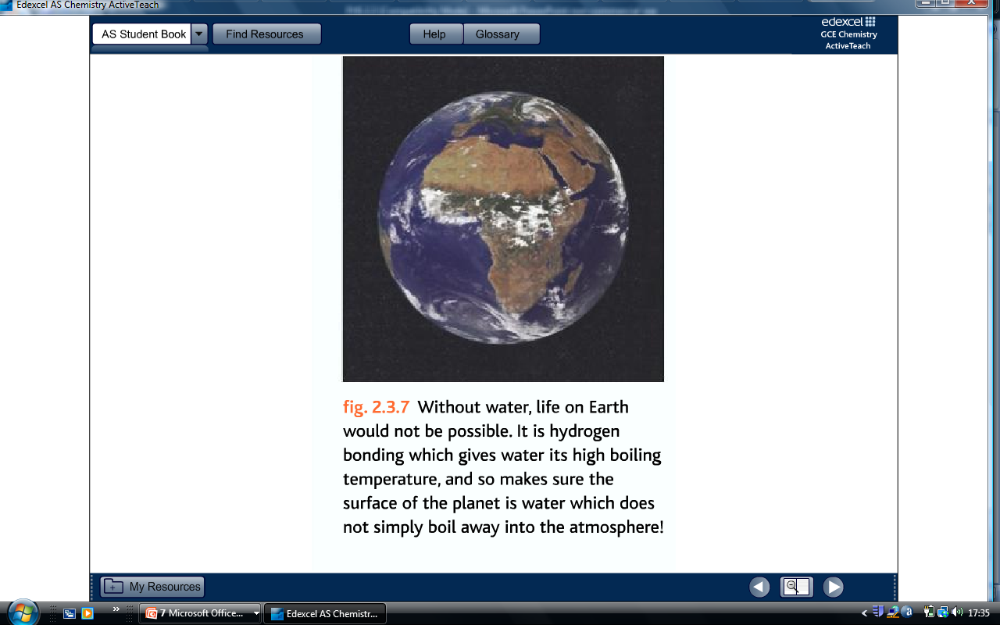 Edexcel AS Chemistry ActiveTeach
AS Student Book
Find Resources
Help
Glossary
edexcel
GCE Chemistry
ActiveTeach
fig. 2.3.7 Without water, life on Earth
would not be possible. It is hydrogen
bonding which gives water its high boiling
temperature, and so makes sure the
surface of the planet is water which does
not simply boil away into the atmosphere!
My Resources
7 Microsoft Office...
Edexcel AS Chemistr...
17:35